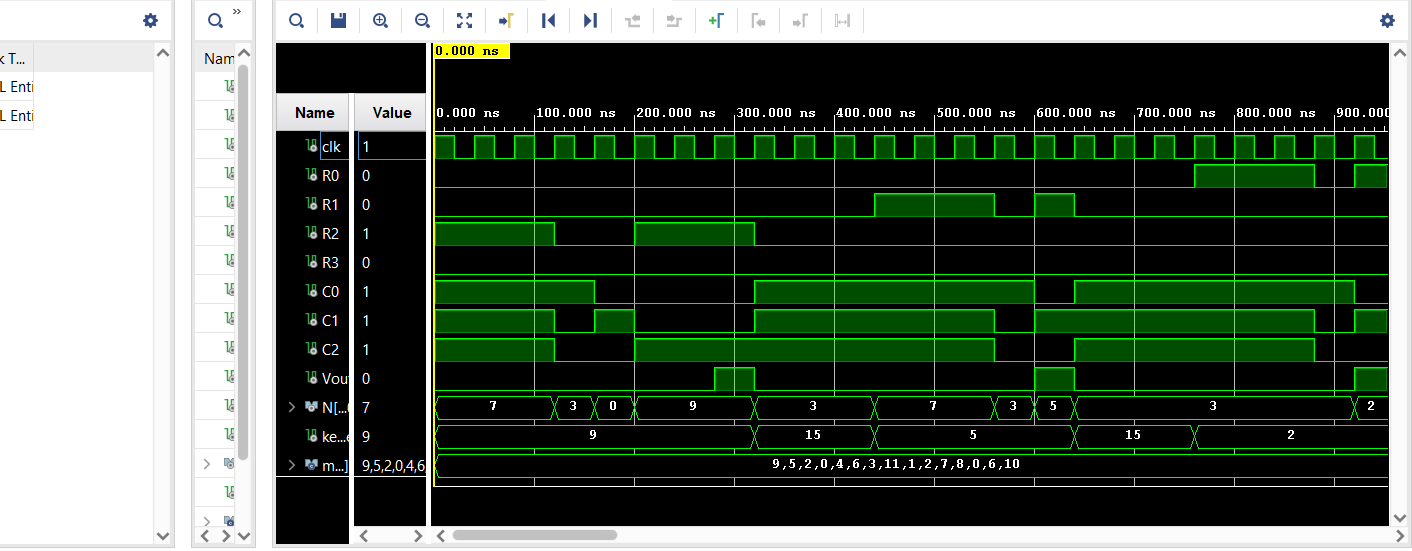 »
k T...
L Enti
L Enti
Nam
Name
Value
0.000 ns
0.000 ns 100.000 ns 200.000 ns 300.000 ns 400.000 ns 500.000 ns 600.000 ns 700.000 ns 800.000 ns 900.000
clk 1
R0 0
R1 0
R2 1
R3 0
C0 1
C1 1
C2 1
Vou 0
N[... 7 7 3 0 9 3 7 3 5 3 2
ke...e 9 9 15 5 15 2
m...] 9,5,2,0,4,6, 9,5,2,0,4,6,3,11,1,2,7,8,0,6,10